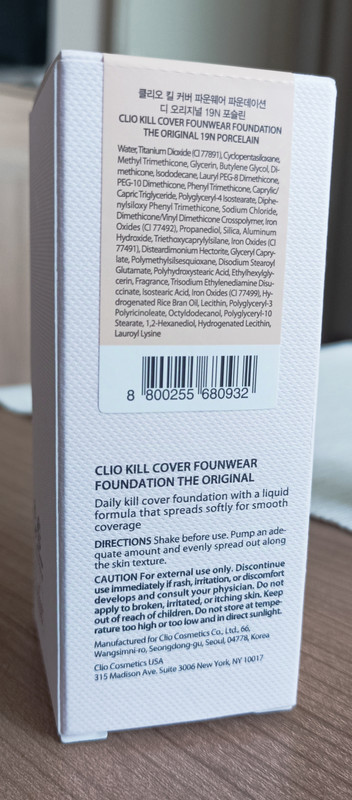 클리오 킬 커버 파운웨어 파운데이션
디 오리지널 19N 포슬린
CLIO KILL COVER FOUNWEAR FOUNDATION
THE ORIGINAL 19N PORCELAIN
Water, Titanium Dioxide (CI 77891), Cyclopentasiloxane,
Methyl Trimethicone, Glycerin, Butylene Glycol, Di-
methicone, Isododecane, Lauryl PEG-8 Dimethicone,
PEG-10 Dimethicone, Phenyl Trimethicone, Caprylic/
Capric Triglyceride, Polyglyceryl-4 Isostearate, Diphe-
nylsiloxy Phenyl Trimethicone, Sodium Chloride,
Dimethicone/Vinyl Dimethicone Crosspolymer, Iron
Oxides (CI 77492), Propanediol, Silica, Aluminum
Hydroxide, Triethoxycaprylylsilane, Iron Oxides (CI
77491), Disteardimonium Hectorite, Glyceryl Capry-
late, Polymethylsilsesquioxane, Disodium Stearoyl
Glutamate, Polyhydroxystearic Acid, Ethylhexylgly-
cerin, Fragrance, Trisodium Ethylenediamine Disu-
ccinate, Isostearic Acid, Iron Oxides (CI 77499), Hy-
drogenated Rice Bran Oil, Lecithin, Polyglyceryl-3
Polyricinoleate, Octyldodecanol, Polyglyceryl-10
Stearate, 1,2-Hexanediol, Hydrogenated Lecithin,
Lauroyl Lysine
8 800255 680932
CLIO KILL COVER FOUNWEAR
FOUNDATION THE ORIGINAL
Daily kill cover foundation with a liquid
formula that spreads softly for smooth
coverage
DIRECTIONS Shake before use. Pump an ade-
quate amount and evenly spread out along
the skin texture.
CAUTION For external use only. Discontinue
use immediately if rash, irritation, or discomfort
develops and consult your physician. Do not
apply to broken, irritated, or itching skin. Keep
out of reach of children. Do not store at tempe-
rature too high or too low and in direct sunlight.
Manufactured for Clio Cosmetics Co., Ltd., 66,
Wangsimni-ro, Seongdong-gu, Seoul, 04778, Korea
Clio Cosmetics USA
315 Madison Ave. Suite 3006 New York, NY 10017